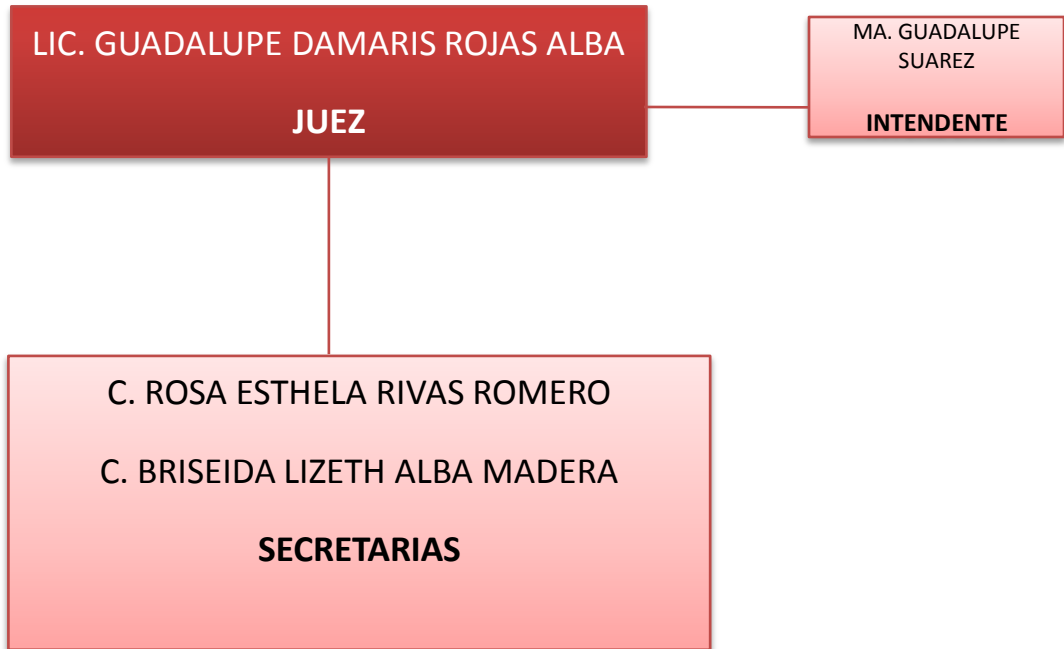 LIC. GUADALUPE DAMARIS ROJAS ALBA
JUEZ
MA. GUADALUPE
SUAREZ
INTENDENTE
C. ROSA ESTHELA RIVAS ROMERO
C. BRISEIDA LIZETH ALBA MADERA
SECRETARIAS